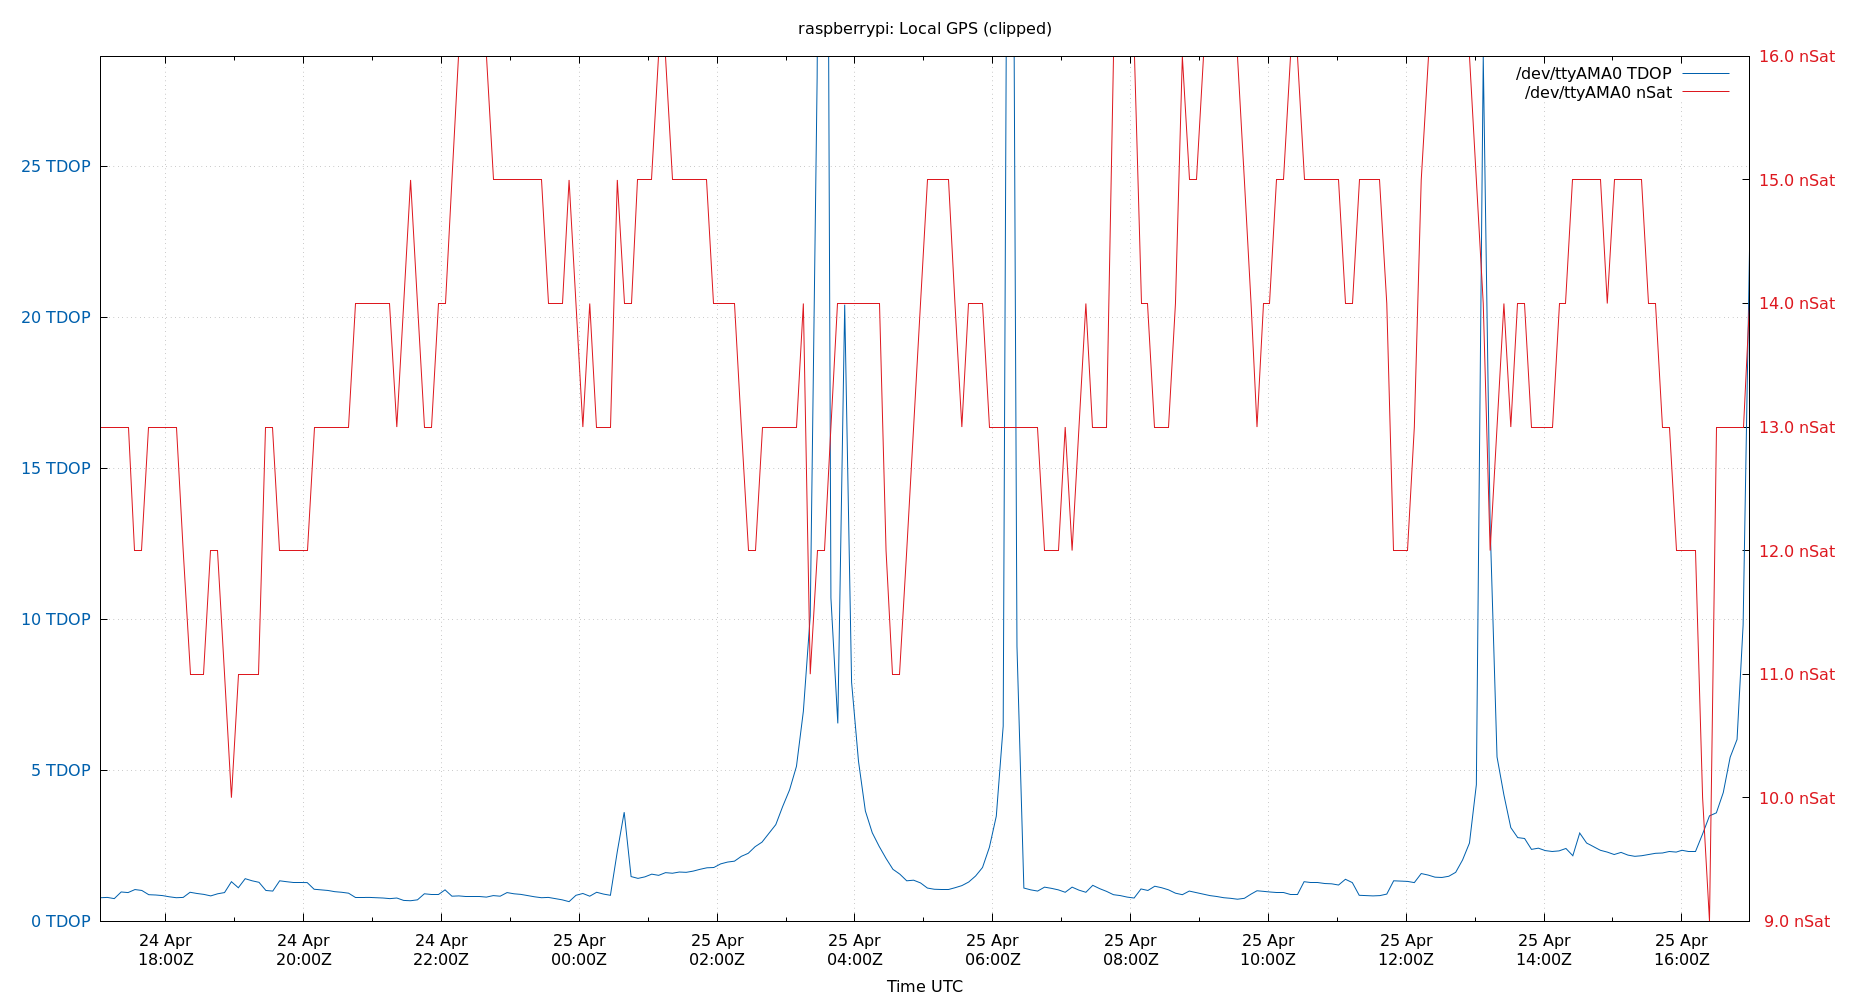 raspberrypi: Local GPS (clipped)
/dev/ttyAMA0 TDOP
/dev/ttyAMA0 nSat
25 TDOP
20 TDOP
15 TDOP
10 TDOP
5 TDOP
0 TDOP
16.0 nSat
15.0 nSat
14.0 nSat
13.0 nSat
12.0 nSat
11.0 nSat
10.0 nSat
9.0 nSat
24 Apr
18:00Z
24 Apr
20:00Z
24 Apr
22:00Z
25 Apr
00:00Z
25 Apr
02:00Z
25 Apr
04:00Z
25 Apr
06:00Z
25 Apr
08:00Z
25 Apr
10:00Z
25 Apr
12:00Z
25 Apr
14:00Z
25 Apr
16:00Z
Time UTC